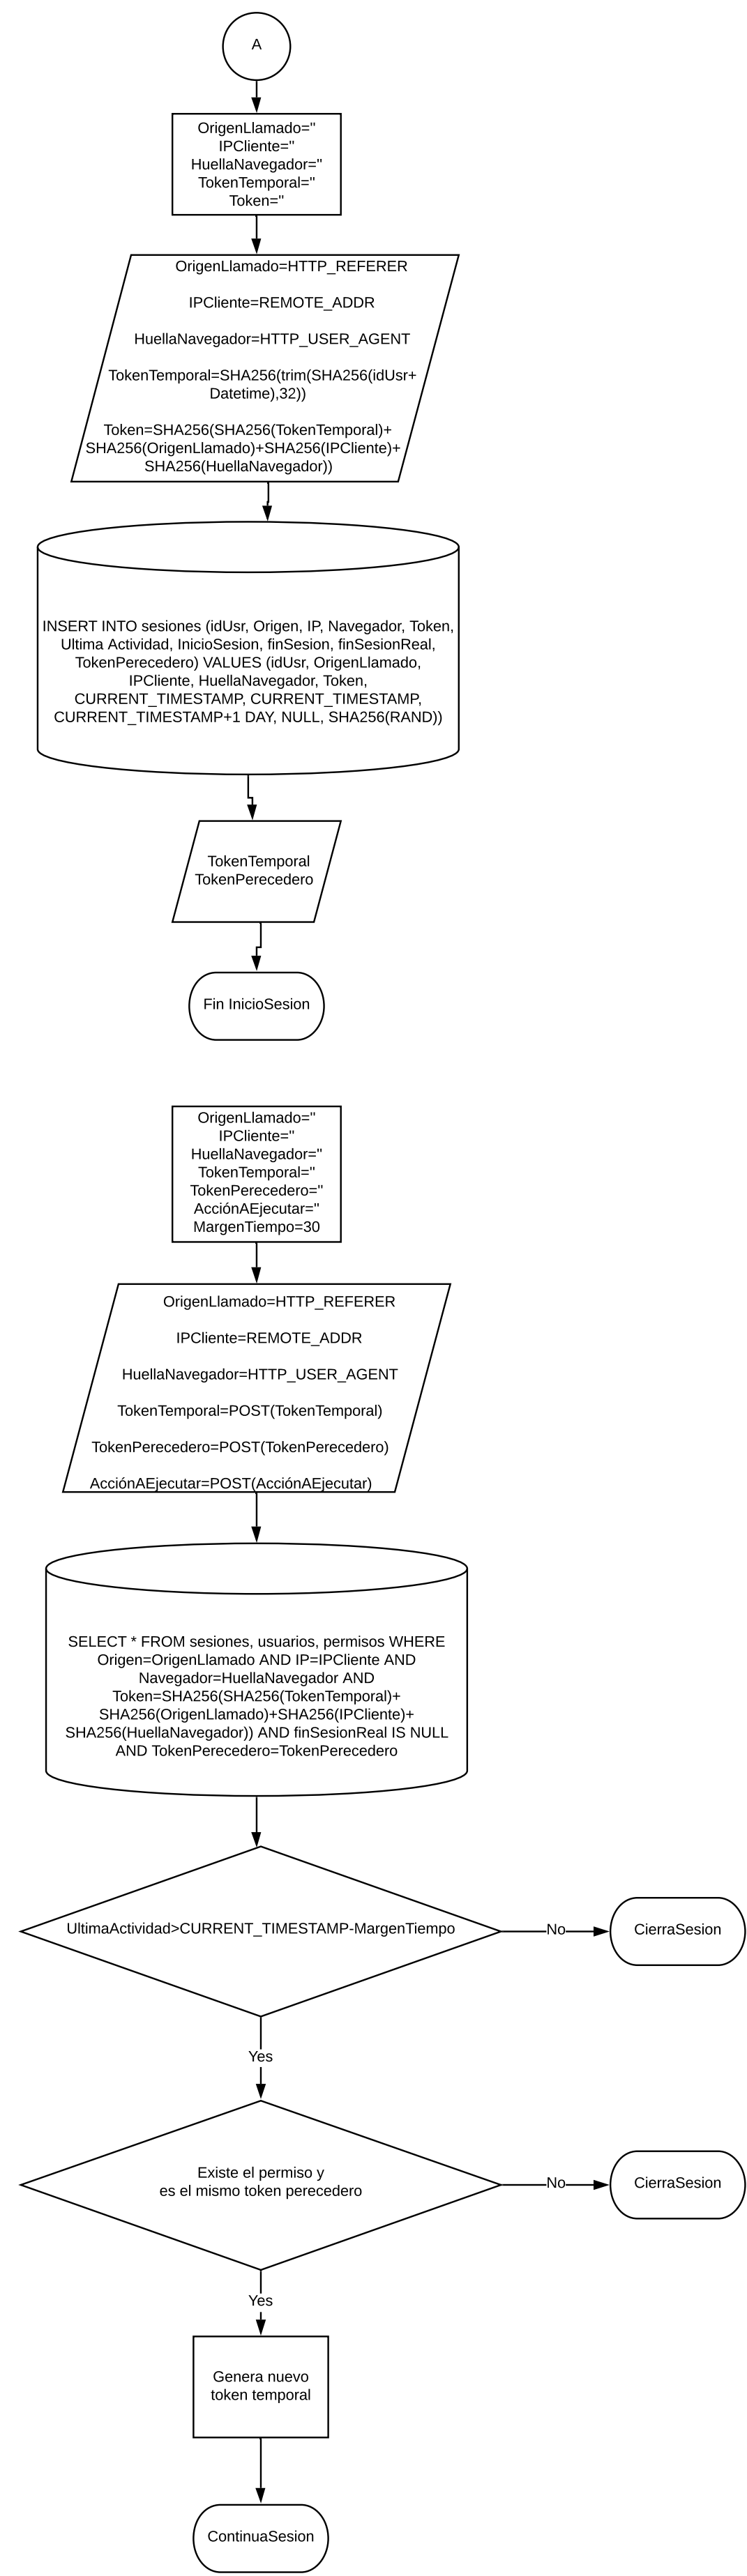 A
OrigenLlamado=''
IPCliente=''
HuellaNavegador=''
TokenTemporal=''
Token=''
OrigenLlamado=HTTP_REFERER
IPCliente=REMOTE_ADDR
HuellaNavegador=HTTP_USER_AGENT
TokenTemporal=SHA256(trim(SHA256(idUsr+
Datetime),32))
Token=SHA256(SHA256(TokenTemporal)+
SHA256(OrigenLlamado)+SHA256(IPCliente)+
SHA256(HuellaNavegador))
INSERT INTO sesiones (idUsr, Origen, IP, Navegador, Token,
Ultima Actividad, InicioSesion, finSesion, finSesionReal,
TokenPerecedero) VALUES (idUsr, OrigenLlamado,
IPCliente, HuellaNavegador, Token,
CURRENT_TIMESTAMP, CURRENT_TIMESTAMP,
CURRENT_TIMESTAMP+1 DAY, NULL, SHA256(RAND))
TokenTemporal
TokenPerecedero
Fin InicioSesion
OrigenLlamado=''
IPCliente=''
HuellaNavegador=''
TokenTemporal=''
TokenPerecedero=''
AcciónAEjecutar=''
MargenTiempo=30
OrigenLlamado=HTTP_REFERER
IPCliente=REMOTE_ADDR
HuellaNavegador=HTTP_USER_AGENT
TokenTemporal=POST(TokenTemporal)
TokenPerecedero=POST(TokenPerecedero)
AcciónAEjecutar=POST(AcciónAEjecutar)
SELECT * FROM sesiones, usuarios, permisos WHERE
Origen=OrigenLlamado AND IP=IPCliente AND
Navegador=HuellaNavegador AND
Token=SHA256(SHA256(TokenTemporal)+
SHA256(OrigenLlamado)+SHA256(IPCliente)+
SHA256(HuellaNavegador)) AND finSesionReal IS NULL
AND TokenPerecedero=TokenPerecedero
UltimaActividad>CURRENT_TIMESTAMP-MargenTiempo
No
CierraSesion
Yes
Existe el permiso y
es el mismo token perecedero
No
CierraSesion
Yes
Genera nuevo
token temporal
ContinuaSesion